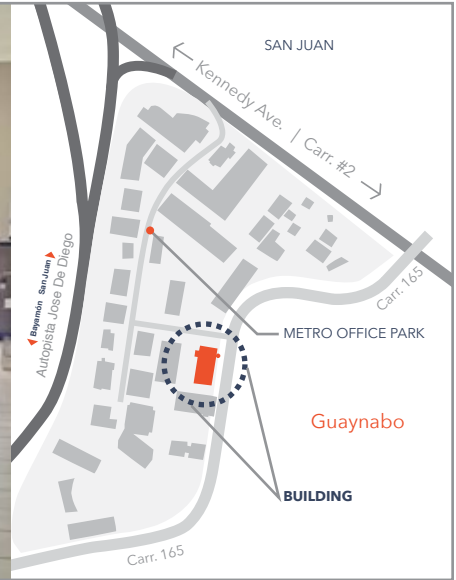 SAN JUAN
Kennedy Ave. | Carr. #2
Bayamón San Juan
Autopista Jose De Diego
Carr. 165
METRO OFFICE PARK
Guaynabo
BUILDING
Carr. 165